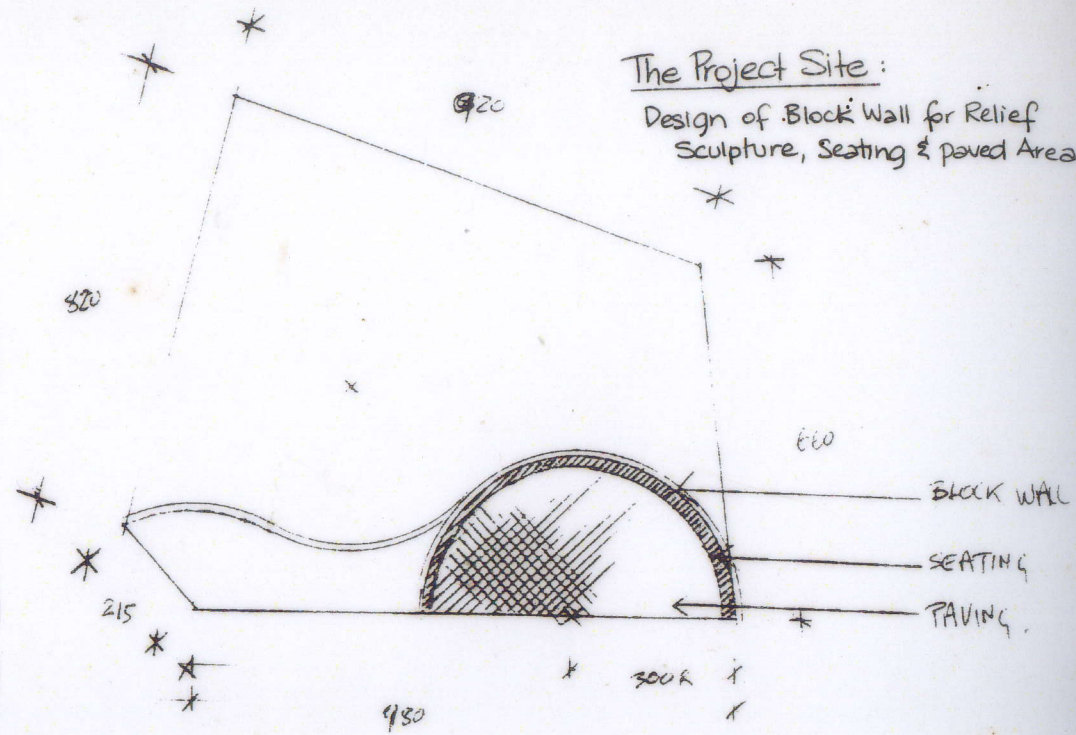 The Project Site :
Design of Block Wall for Relief
Sculpture, Seating & paved Area
820
BLOCK WALL
SEATING
PAVING.
215
300R